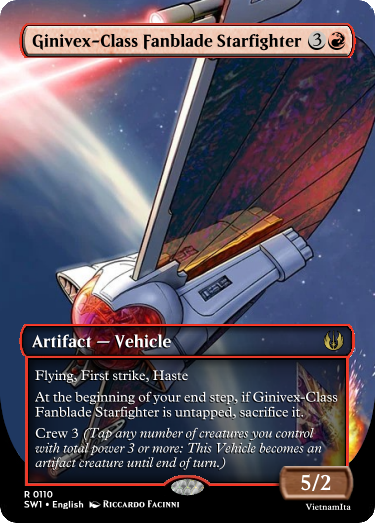 Ginivex-Class Fanblade Starfighter 3
Artifact — Vehicle
Flying, First strike, Haste
At the beginning of your end step, if Ginivex-Class
Fanblade Starfighter is untapped, sacrifice it.
Crew 3 (Tap any number of creatures you control
with total power 3 or more: This Vehicle becomes an
artifact creature until end of turn.)
5/2
R 0110
SW1 • English Riccardo Facinni
VietnamIta